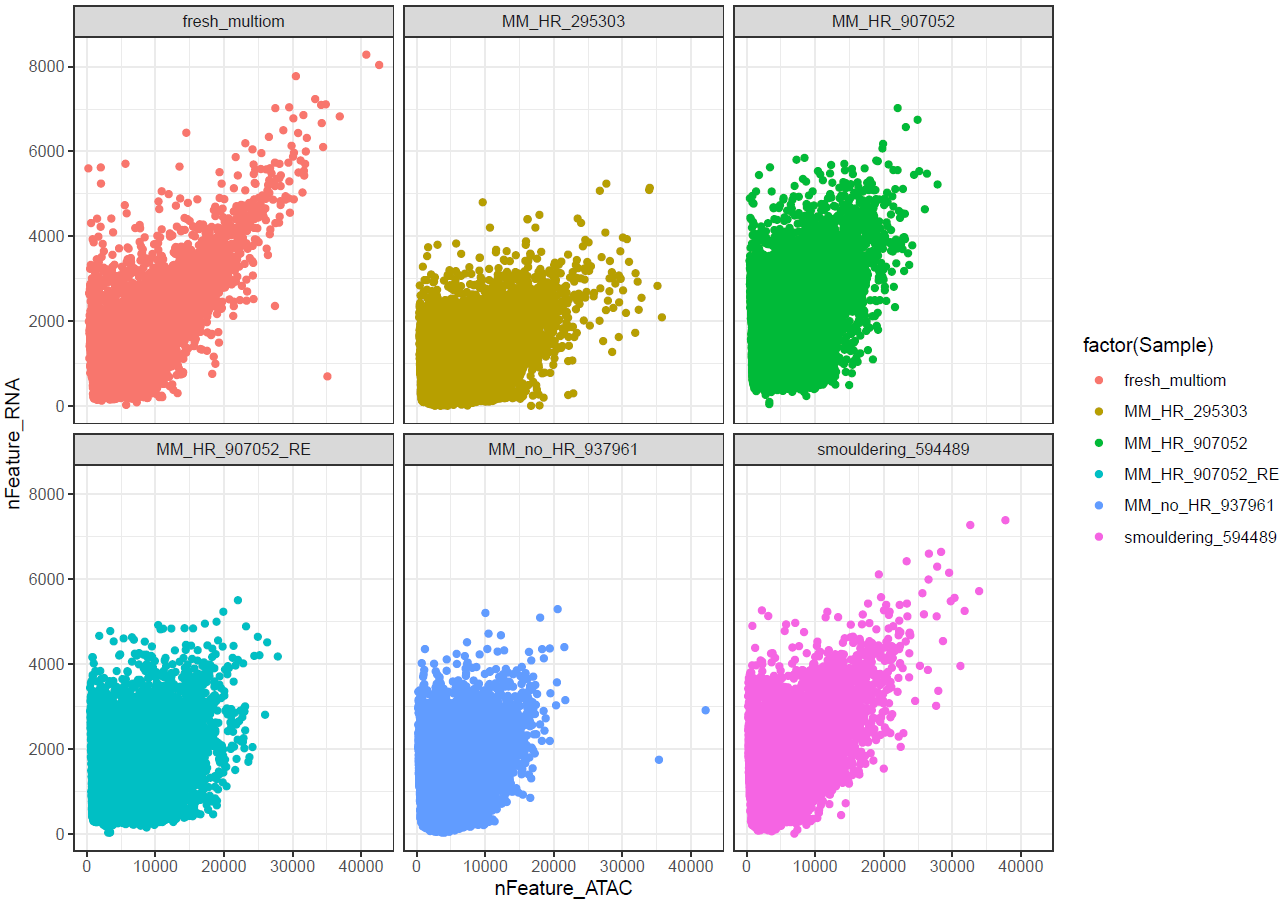 fresh_multiom
MM_HR_295303
MM_HR_907052
8000
6000
4000
2000
0
MM_HR_907052_RE
MM_no_HR_937961
smouldering_594489
8000
6000
4000
2000
0
0 10000 20000 30000 40000
0 10000 20000 30000 40000
0 10000 20000 30000 40000
nFeature_ATAC
nFeature_RNA
factor(Sample)
fresh_multiom
MM_HR_295303
MM_HR_907052
MM_HR_907052_RE
MM_no_HR_937961
smouldering_594489